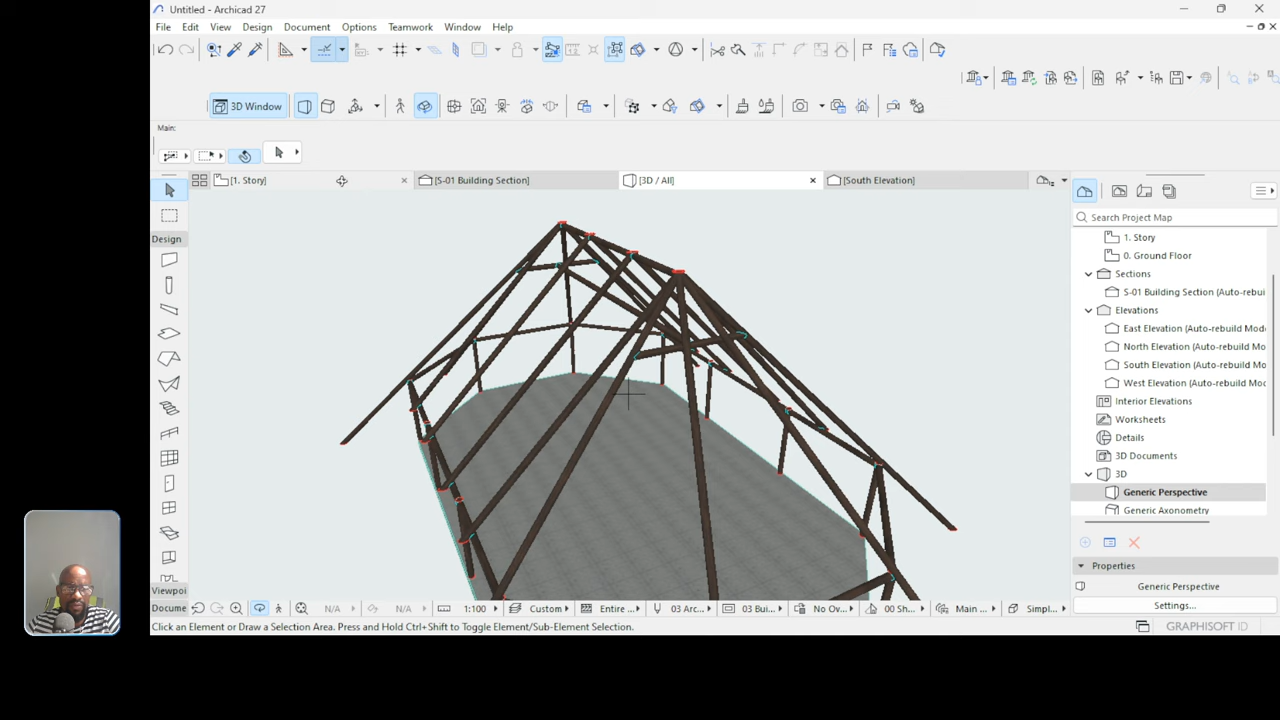 Untitled - Archicad 27
File Edit View Design Document Options Teamwork Window Help
3D Window
Main:
[1. Story]
[S-01 Building Section]
[3D / All]
[South Elevation]
Search Project Map
Design
1. Story
0. Ground Floor
Sections
S-01 Building Section (Auto-rebui
Elevations
East Elevation (Auto-rebuild Mode
North Elevation (Auto-rebuild Mod
South Elevation (Auto-rebuild Mod
West Elevation (Auto-rebuild Mod
Interior Elevations
Worksheets
Details
3D Documents
3D
Generic Perspective
Generic Axonometry
Properties
Generic Perspective
Settings...
Viewpoi
Docume
N/A
N/A
1:100
Custom
Entire ...
03 Arc...
03 Bui...
No Ov...
00 Sh...
Main ...
Simpl...
Click an Element or Draw a Selection Area. Press and Hold Ctrl+Shift to Toggle Element/Sub-Element Selection.
GRAPHISOFT ID